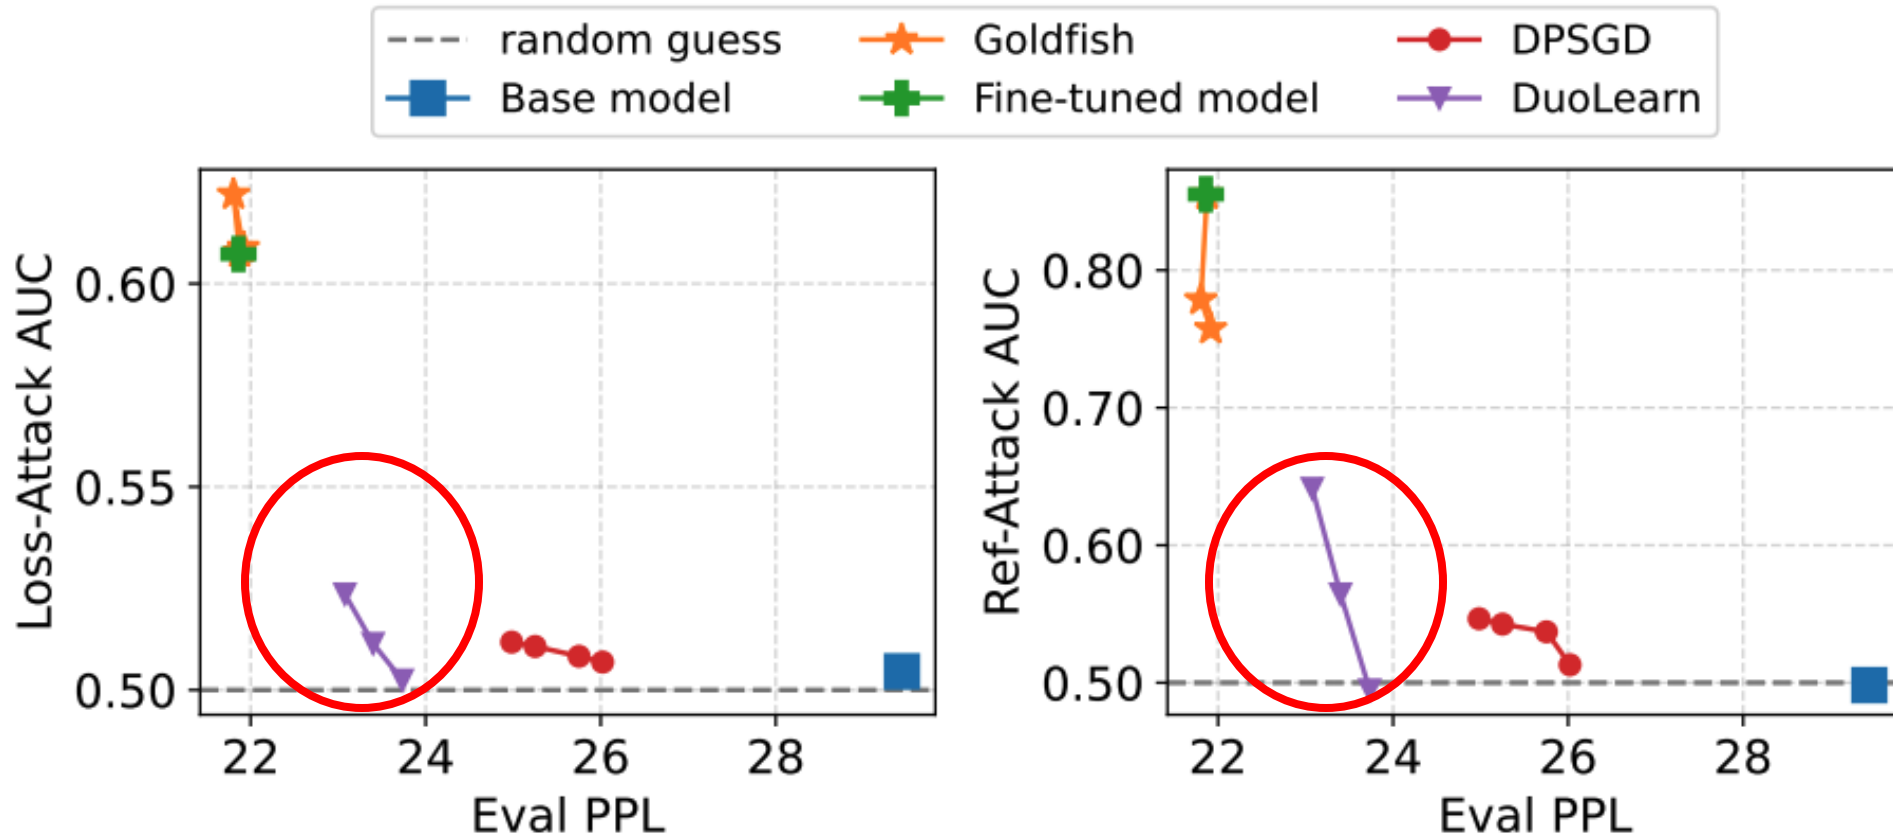 random guess
Goldfish
DPSGD
Base model
Fine-tuned model
DuoLearn
Loss-Attack AUC
0.60
0.55
0.50
22 24 26 28
Eval PPL
Ref-Attack AUC
0.80
0.70
0.60
0.50
22 24 26 28
Eval PPL